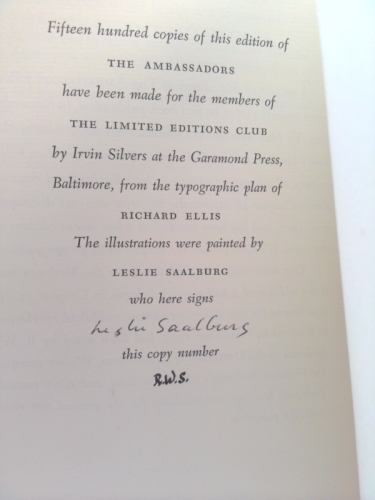 Fifteen hundred copies of this edition of
THE AMBASSADORS
have been made for the members of
THE LIMITED EDITIONS CLUB
by Irvin Silvers at the Garamond Press,
Baltimore, from the typographic plan of
RICHARD ELLIS
The illustrations were painted by
LESLIE SAALBURG
who here signs
Leslie Saalburg
this copy number
R.W.S.